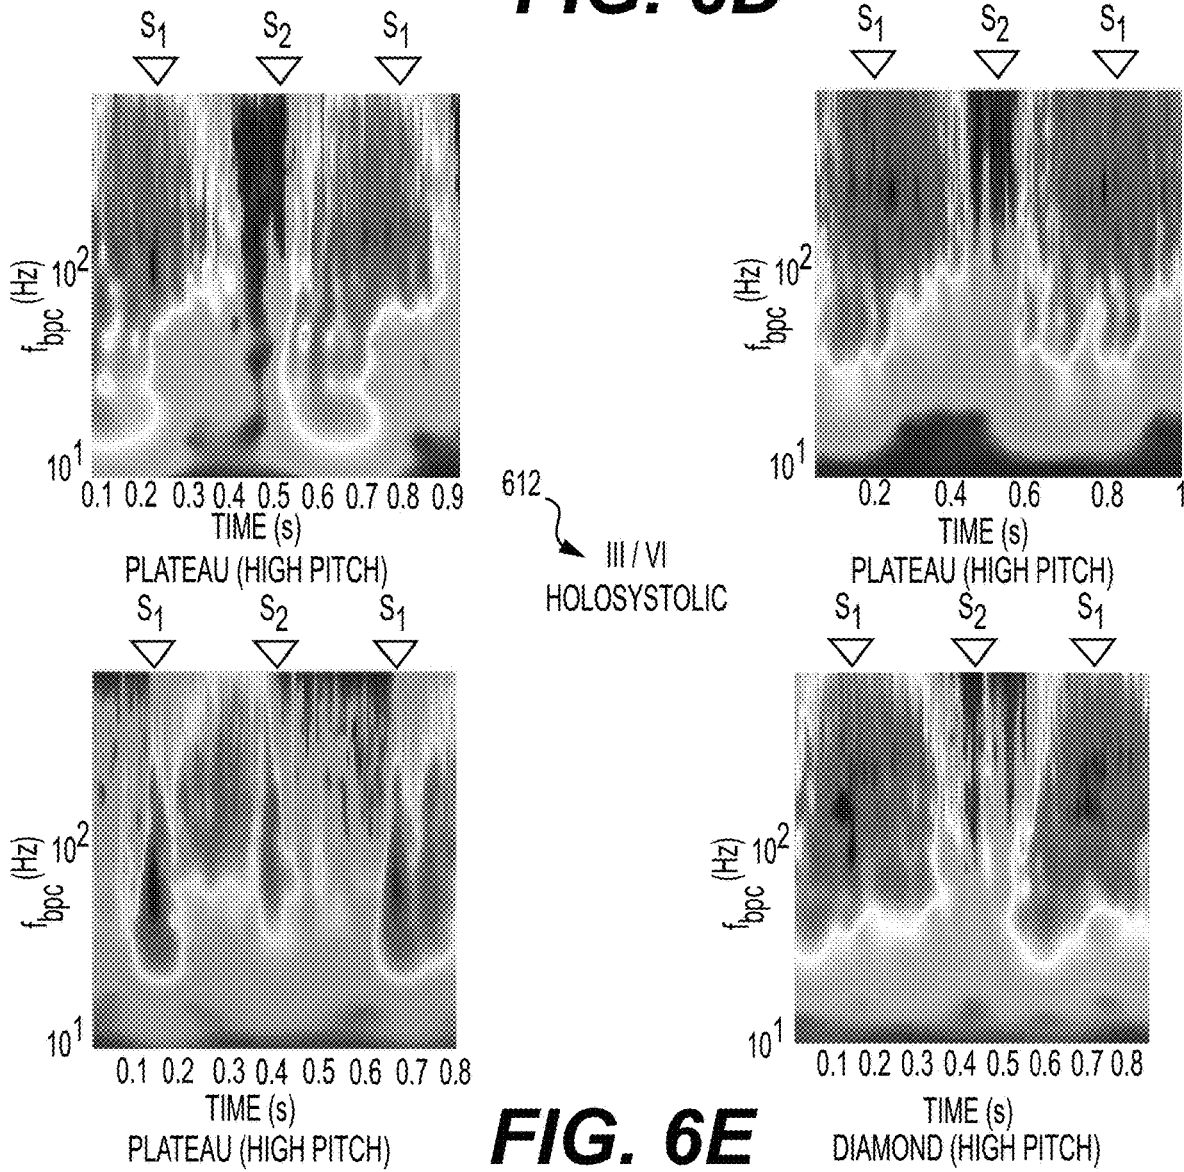 FIG. 6D
S1 S2 S1
S1 S2 S1
fbpc (Hz)
10^2
10^1
0.1 0.2 0.3 0.4 0.5 0.6 0.7 0.8 0.9
TIME (s)
PLATEAU (HIGH PITCH)
fbpc (Hz)
10^2
10^1
0.2 0.4 0.6 0.8 1
TIME (s)
PLATEAU (HIGH PITCH)
612
III / VI
HOLOSYSTOLIC
S1 S2 S1
S1 S2 S1
fbpc (Hz)
10^2
10^1
0.1 0.2 0.3 0.4 0.5 0.6 0.7 0.8
TIME (s)
PLATEAU (HIGH PITCH)
fbpc (Hz)
10^2
10^1
0.1 0.2 0.3 0.4 0.5 0.6 0.7 0.8
TIME (s)
DIAMOND (HIGH PITCH)
FIG. 6E